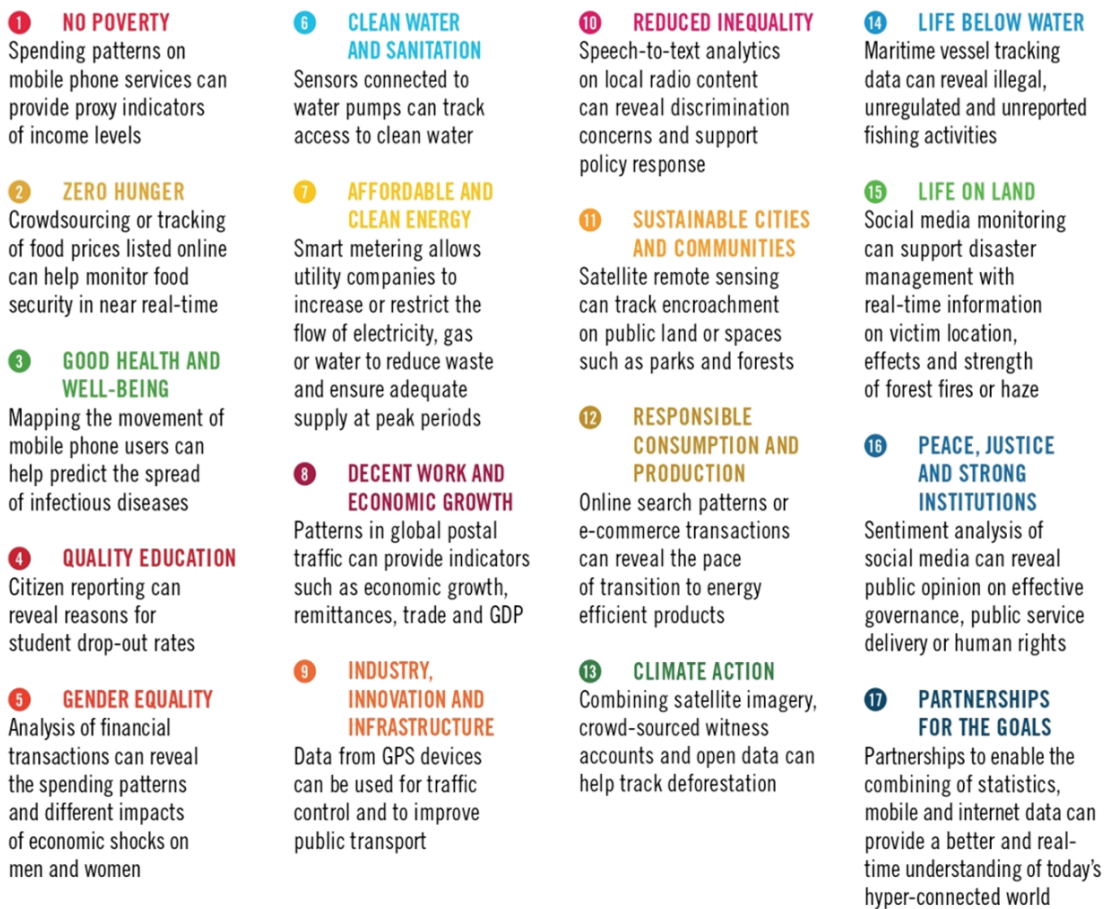 1 NO POVERTY
Spending patterns on
mobile phone services can
provide proxy indicators
of income levels
2 ZERO HUNGER
Crowdsourcing or tracking
of food prices listed online
can help monitor food
security in near real-time
3 GOOD HEALTH AND
WELL-BEING
Mapping the movement of
mobile phone users can
help predict the spread
of infectious diseases
4 QUALITY EDUCATION
Citizen reporting can
reveal reasons for
student drop-out rates
5 GENDER EQUALITY
Analysis of financial
transactions can reveal
the spending patterns
and different impacts
of economic shocks on
men and women
6 CLEAN WATER
AND SANITATION
Sensors connected to
water pumps can track
access to clean water
7 AFFORDABLE AND
CLEAN ENERGY
Smart metering allows
utility companies to
increase or restrict the
flow of electricity, gas
or water to reduce waste
and ensure adequate
supply at peak periods
8 DECENT WORK AND
ECONOMIC GROWTH
Patterns in global postal
traffic can provide indicators
such as economic growth,
remittances, trade and GDP
9 INDUSTRY,
INNOVATION AND
INFRASTRUCTURE
Data from GPS devices
can be used for traffic
control and to improve
public transport
10 REDUCED INEQUALITY
Speech-to-text analytics
on local radio content
can reveal discrimination
concerns and support
policy response
11 SUSTAINABLE CITIES
AND COMMUNITIES
Satellite remote sensing
can track encroachment
on public land or spaces
such as parks and forests
12 RESPONSIBLE
CONSUMPTION AND
PRODUCTION
Online search patterns or
e-commerce transactions
can reveal the pace
of transition to energy
efficient products
13 CLIMATE ACTION
Combining satellite imagery,
crowd-sourced witness
accounts and open data can
help track deforestation
14 LIFE BELOW WATER
Maritime vessel tracking
data can reveal illegal,
unregulated and unreported
fishing activities
15 LIFE ON LAND
Social media monitoring
can support disaster
management with
real-time information
on victim location,
effects and strength
of forest fires or haze
16 PEACE, JUSTICE
AND STRONG
INSTITUTIONS
Sentiment analysis of
social media can reveal
public opinion on effective
governance, public service
delivery or human rights
17 PARTNERSHIPS
FOR THE GOALS
Partnerships to enable the
combining of statistics,
mobile and internet data can
provide a better and real-
time understanding of today's
hyper-connected world